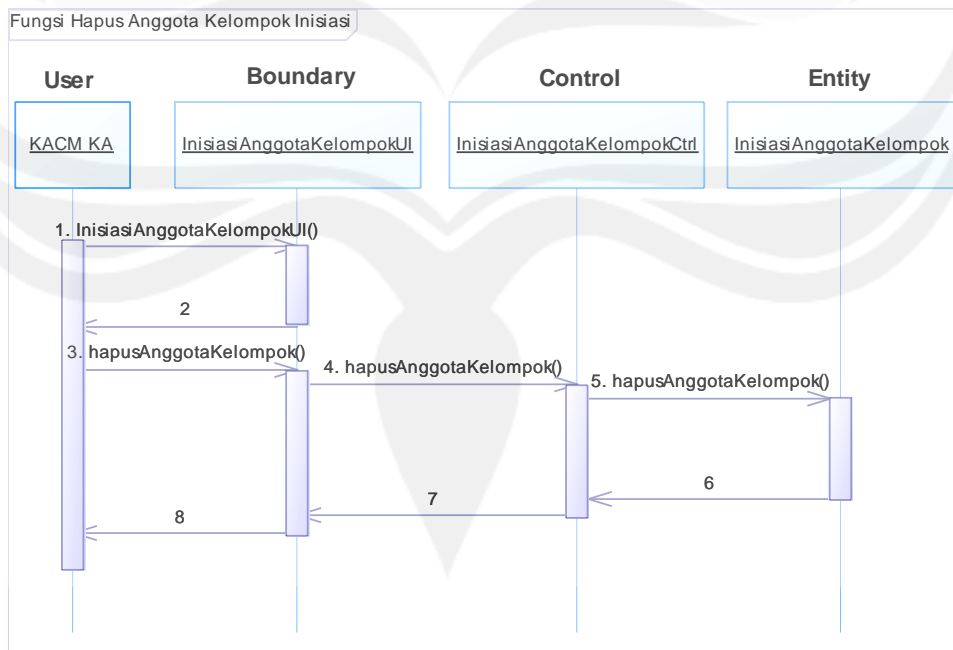 Fungsi Hapus Anggota Kelompok Inisiasi
User
Boundary
Control
Entity
KACM KA
InisiasiAnggotaKelompokUI
InisiasiAnggotaKelompokCtrl
InisiasiAnggotaKelompok
1. InisiasiAnggotaKelompokUI()
2
3. hapusAnggotaKelompok()
4. hapusAnggotaKelompok()
5. hapusAnggotaKelompok()
6
7
8